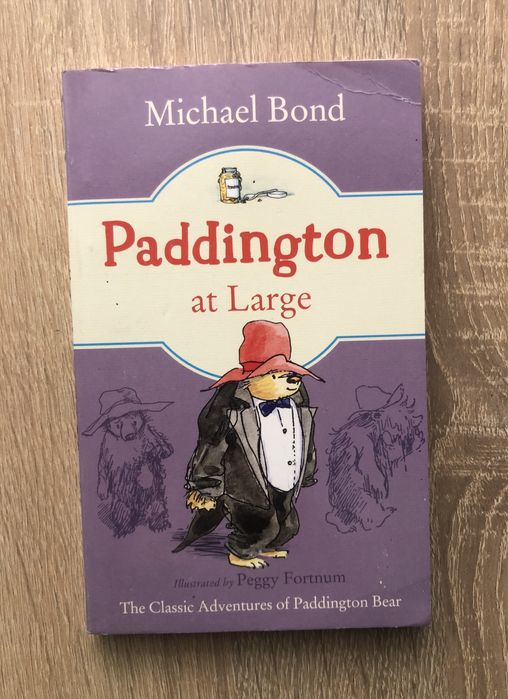 Michael Bond
Paddington
at Large
Illustrated by Peggy Fortnum
The Classic Adventures of Paddington Bear